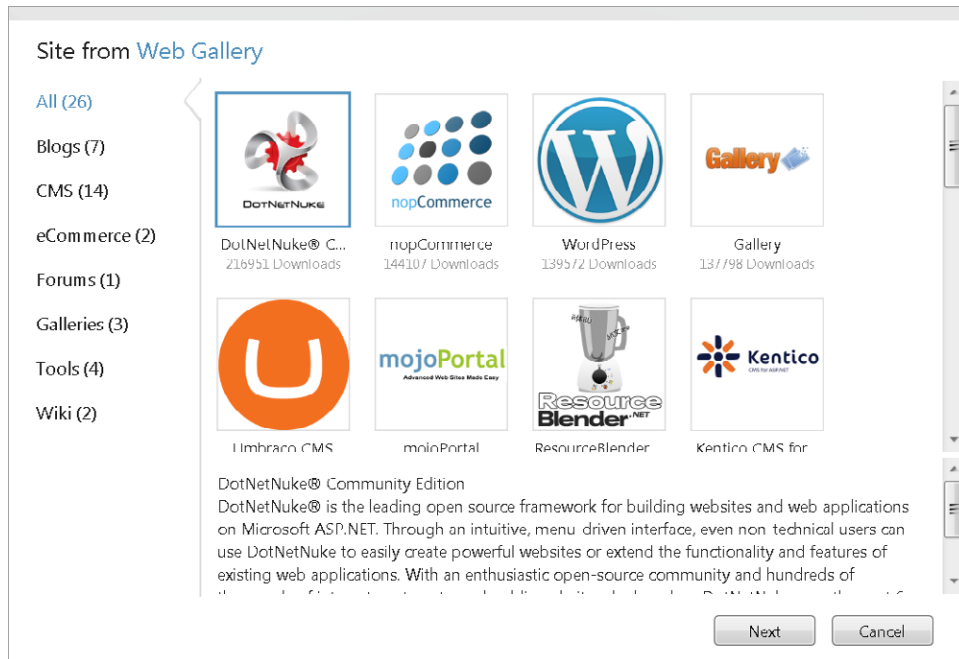 Site from Web Gallery
All (26)
Blogs (7)
CMS (14)
eCommerce (2)
Forums (1)
Galleries (3)
Tools (4)
Wiki (2)
DOTNETNUKE
nopCommerce
Gallery
DotNetNuke® C...
nopCommerce
WordPress
Gallery
216951 Downloads
144107 Downloads
139572 Downloads
137798 Downloads
mojoPortal
Advanced Web Sites Made Easy
RESOURCE
Blender .NET
Kentico
CMS for ASP.NET
Umbraco CMS
mojoPortal
ResourceBlender
Kentico CMS for
DotNetNuke® Community Edition
DotNetNuke® is the leading open source framework for building websites and web applications
on Microsoft ASP.NET. Through an intuitive, menu driven interface, even non technical users can
use DotNetNuke to easily create powerful websites or extend the functionality and features of
existing web applications. With an enthusiastic open-source community and hundreds of
Next
Cancel